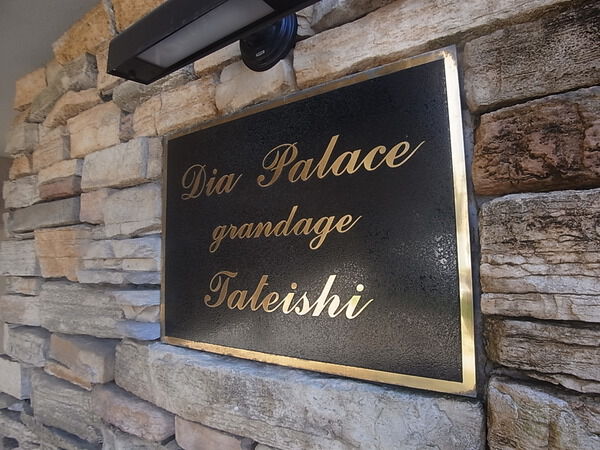 Dia Palace
grandage
Tateishi